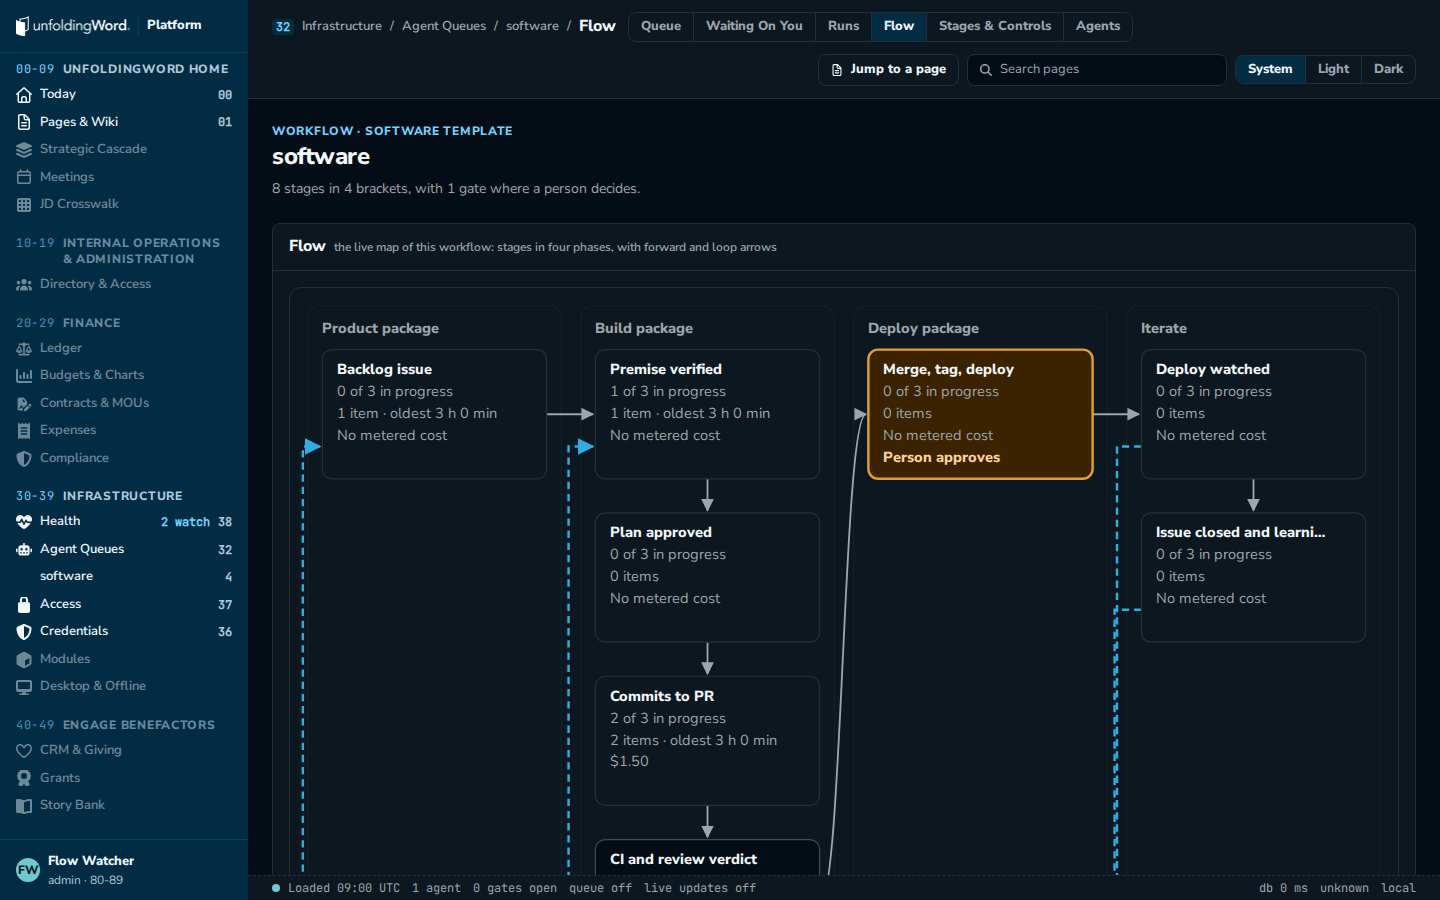 unfoldingWord Platform
00-09 UNFOLDINGWORD HOME
Today 00
Pages & Wiki 01
Strategic Cascade
Meetings
JD Crosswalk
10-19 INTERNAL OPERATIONS
& ADMINISTRATION
Directory & Access
20-29 FINANCE
Ledger
Budgets & Charts
Contracts & MOUs
Expenses
Compliance
30-39 INFRASTRUCTURE
Health 2 watch 38
Agent Queues 32
software 4
Access 37
Credentials 36
Modules
Desktop & Offline
40-49 ENGAGE BENEFACTORS
CRM & Giving
Grants
Story Bank
FW Flow Watcher
admin · 80-89
32 Infrastructure / Agent Queues / software / Flow
Queue Waiting On You Runs Flow Stages & Controls Agents
Jump to a page Search pages System Light Dark
WORKFLOW · SOFTWARE TEMPLATE
software
8 stages in 4 brackets, with 1 gate where a person decides.
Flow the live map of this workflow: stages in four phases, with forward and loop arrows
Product package
Backlog issue
0 of 3 in progress
1 item · oldest 3 h 0 min
No metered cost
Build package
Premise verified
1 of 3 in progress
1 item · oldest 3 h 0 min
No metered cost
Plan approved
0 of 3 in progress
0 items
No metered cost
Commits to PR
2 of 3 in progress
2 items · oldest 3 h 0 min
$1.50
CI and review verdict
Deploy package
Merge, tag, deploy
0 of 3 in progress
0 items
No metered cost
Person approves
Iterate
Deploy watched
0 of 3 in progress
0 items
No metered cost
Issue closed and learni...
0 of 3 in progress
0 items
No metered cost
Loaded 09:00 UTC 1 agent 0 gates open queue off live updates off
db 0 ms unknown local